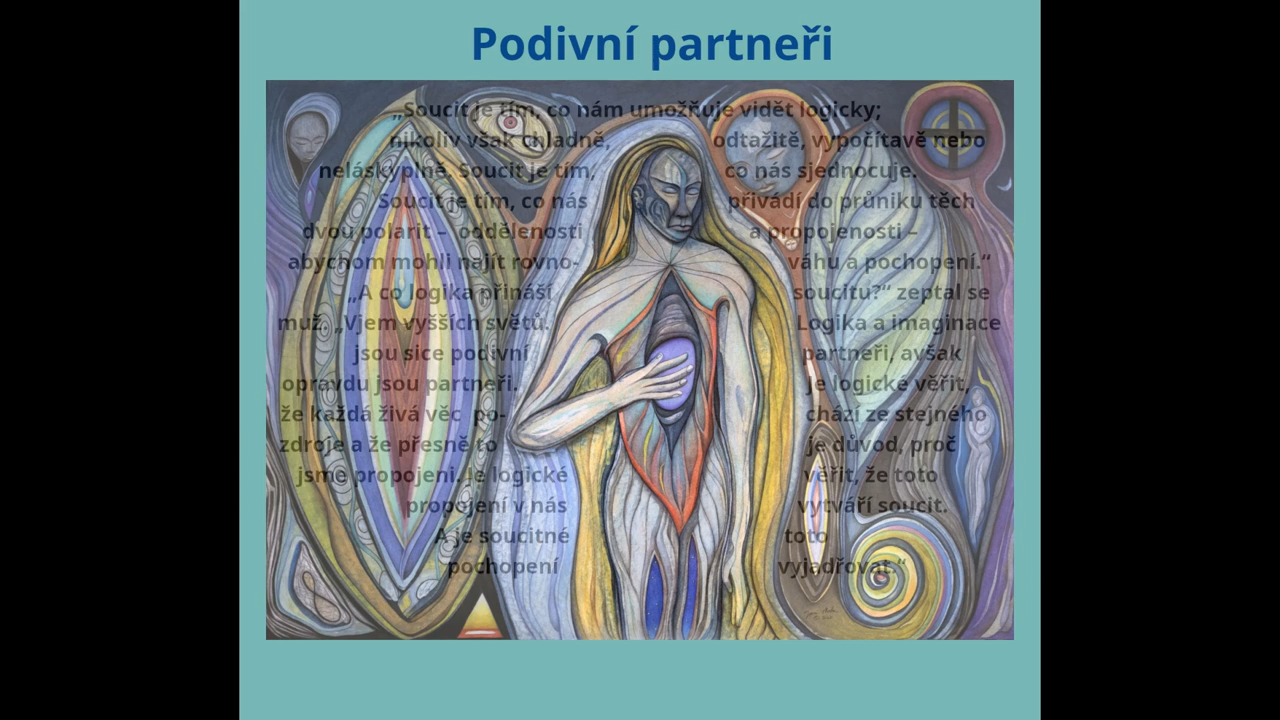 Podivní partneři
„Soucit je tím, co nám umožňuje vidět logicky;
nikoliv však chladně, odtažitě, vypočítavě nebo
neláskyplně. Soucit je tím, co nás sjednocuje.
Soucit je tím, co nás přivádí do průniku těch
dvou polarit – oddělenosti a propojenosti –
abychom mohli najít rovno- váhu a pochopení.“
„A co logika přináší soucitu?“ zeptal se
muž. „Vjem vyšších světů. Logika a imaginace
jsou sice podivní partneři, avšak
opravdu jsou partneři. Je logické věřit,
že každá živá věc po- chází ze stejného
zdroje a že přesně to je důvod, proč
jsme propojeni. Je logické věřit, že toto
propojení v nás vytváří soucit.
A je soucitné toto
pochopení vyjadřovat.“